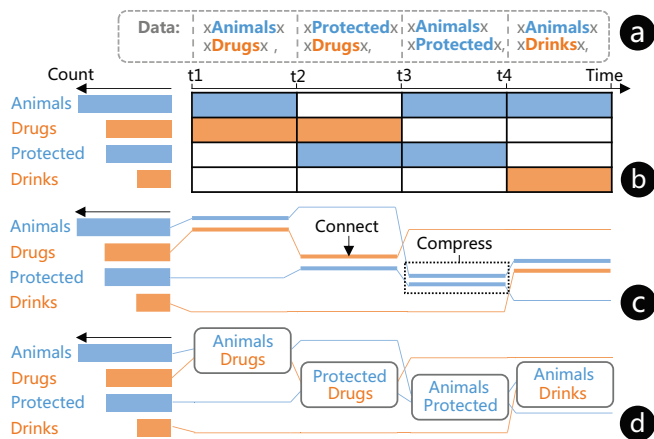 Data: xAnimalsx xProtectedx xAnimalsx xAnimalsx
xDrugsx , xDrugsx, xProtectedx, xDrinksx,
a
Count t1 t2 t3 t4 Time
Animals
Drugs
Protected
Drinks
b
Animals
Drugs
Protected
Drinks
Connect
Compress
c
Animals
Drugs
Protected
Drinks
Animals
Drugs
Protected
Drugs
Animals
Protected
Animals
Drinks
d